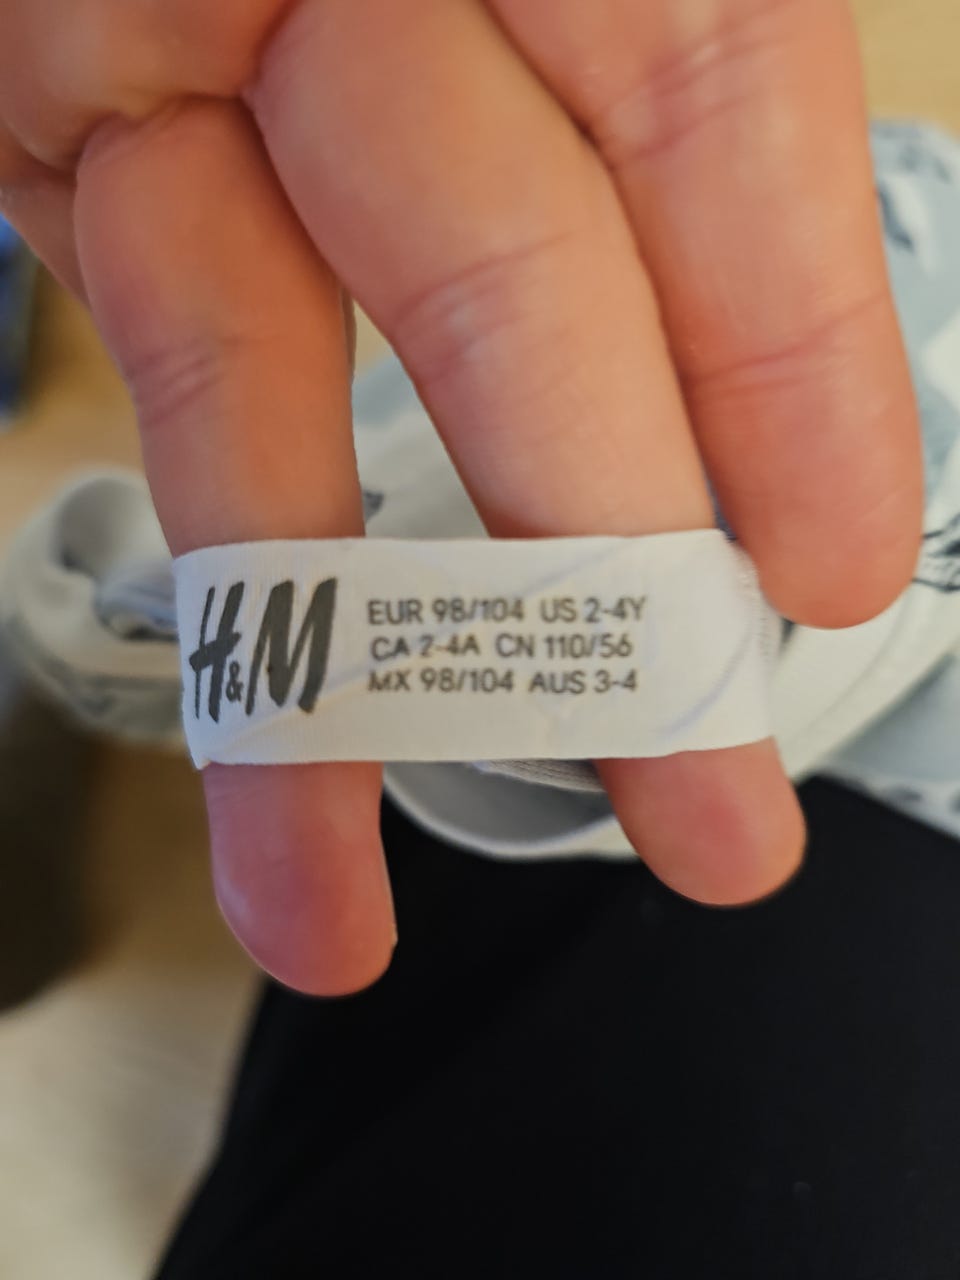 H&M
EUR 98/104 US 2-4Y
CA 2-4A CN 110/56
MX 98/104 AUS 3-4